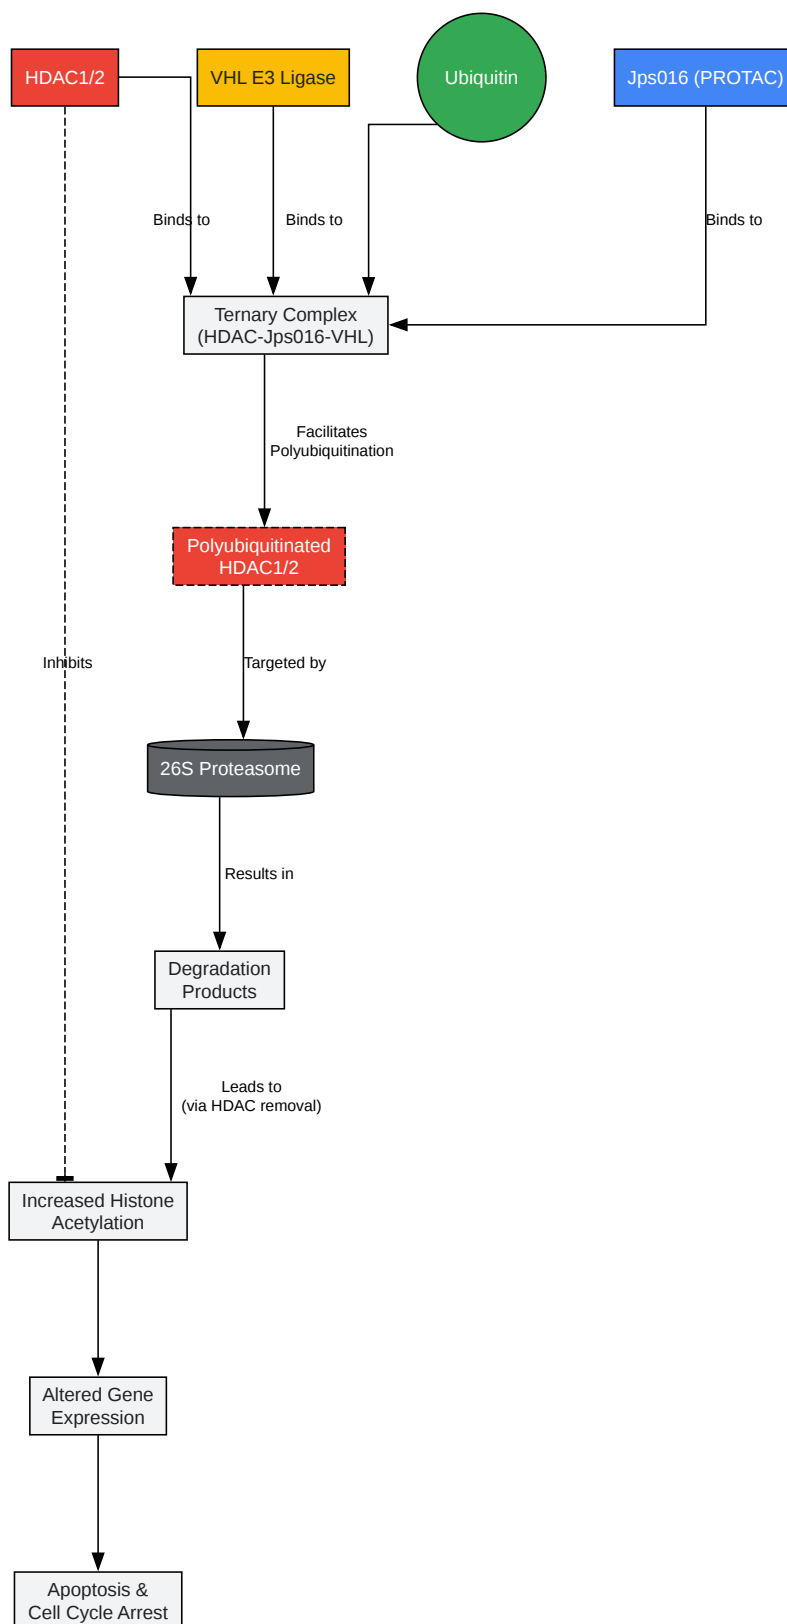 HDAC1/2
VHL E3 Ligase
Ubiquitin
Jps016 (PROTAC)
Binds to
Binds to
Binds to
Ternary Complex
(HDAC-Jps016-VHL)
Facilitates
Polyubiquitination
Polyubiquitinated
HDAC1/2
Inhibits
Targeted by
26S Proteasome
Results in
Degradation
Products
Leads to
(via HDAC removal)
Increased Histone
Acetylation
Altered Gene
Expression
Apoptosis &
Cell Cycle Arrest